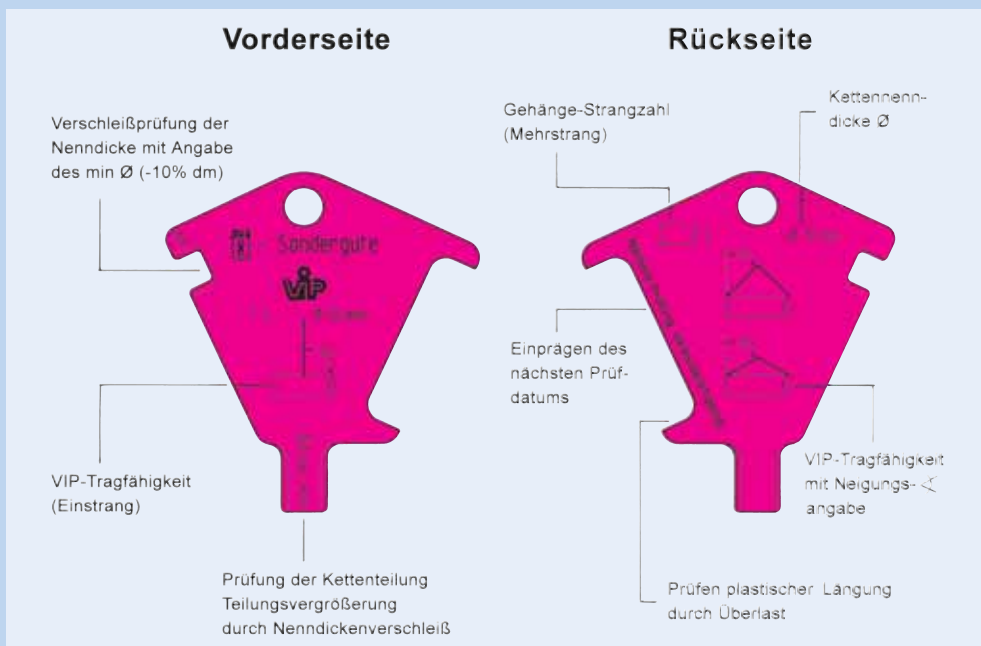 Vorderseite
Verschleißprüfung der
Nenndicke mit Angabe
des min Ø (-10% dm)
Sondergüte
VIP
VIP-Tragfähigkeit
(Einstrang)
Prüfung der Kettenteilung
Teilungsvergrößerung
durch Nenndickenverschleiß
Rückseite
Gehänge-Strangzahl
(Mehrstrang)
Kettennenn-
dicke Ø
Einprägen des
nächsten Prüf-
datums
VIP-Tragfähigkeit
mit Neigungs-∢
angabe
Prüfen plastischer Längung
durch Überlast